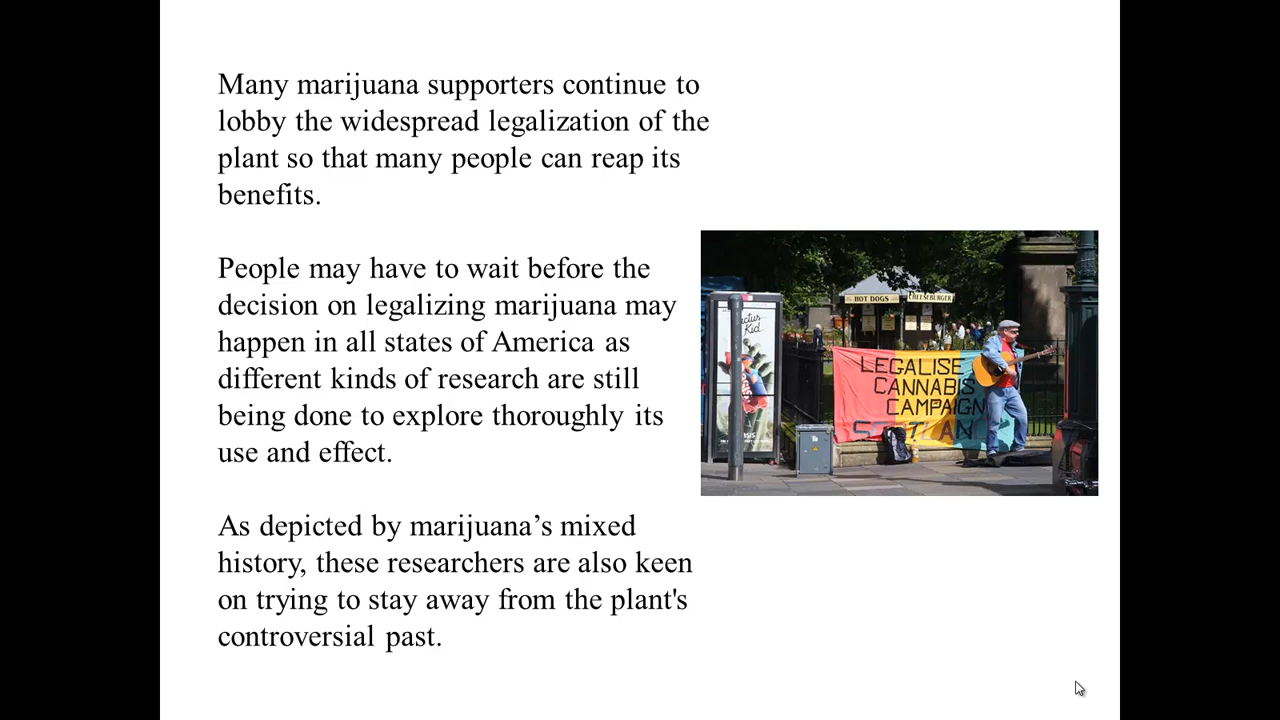 Many marijuana supporters continue to
lobby the widespread legalization of the
plant so that many people can reap its
benefits.
People may have to wait before the
decision on legalizing marijuana may
happen in all states of America as
different kinds of research are still
being done to explore thoroughly its
use and effect.
As depicted by marijuana’s mixed
history, these researchers are also keen
on trying to stay away from the plant's
controversial past.
HOT DOGS
CHEESEBURGER
Kid
LEGALISE
CANNABIS
CAMPAIGN